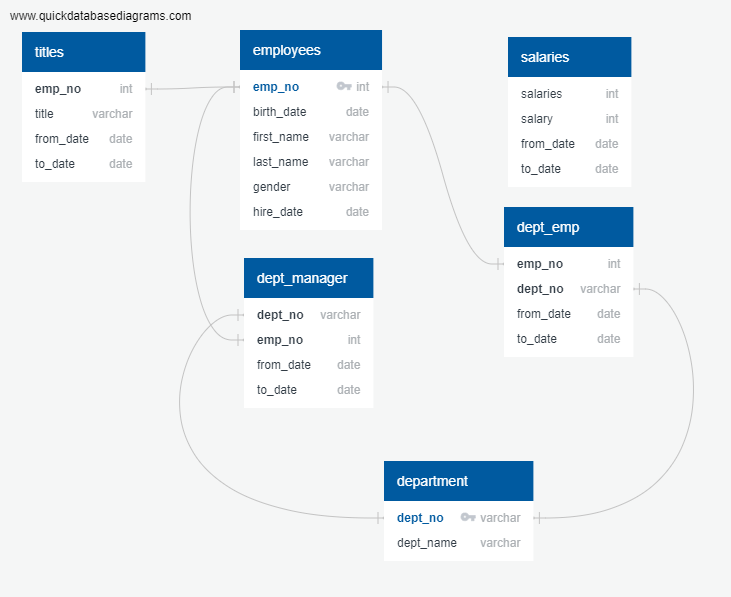 www.quickdatabasediagrams.com
titles
emp_no int
title varchar
from_date date
to_date date
employees
emp_no int
birth_date date
first_name varchar
last_name varchar
gender varchar
hire_date date
salaries
salaries int
salary int
from_date date
to_date date
dept_emp
emp_no int
dept_no varchar
from_date date
to_date date
dept_manager
dept_no varchar
emp_no int
from_date date
to_date date
department
dept_no varchar
dept_name varchar